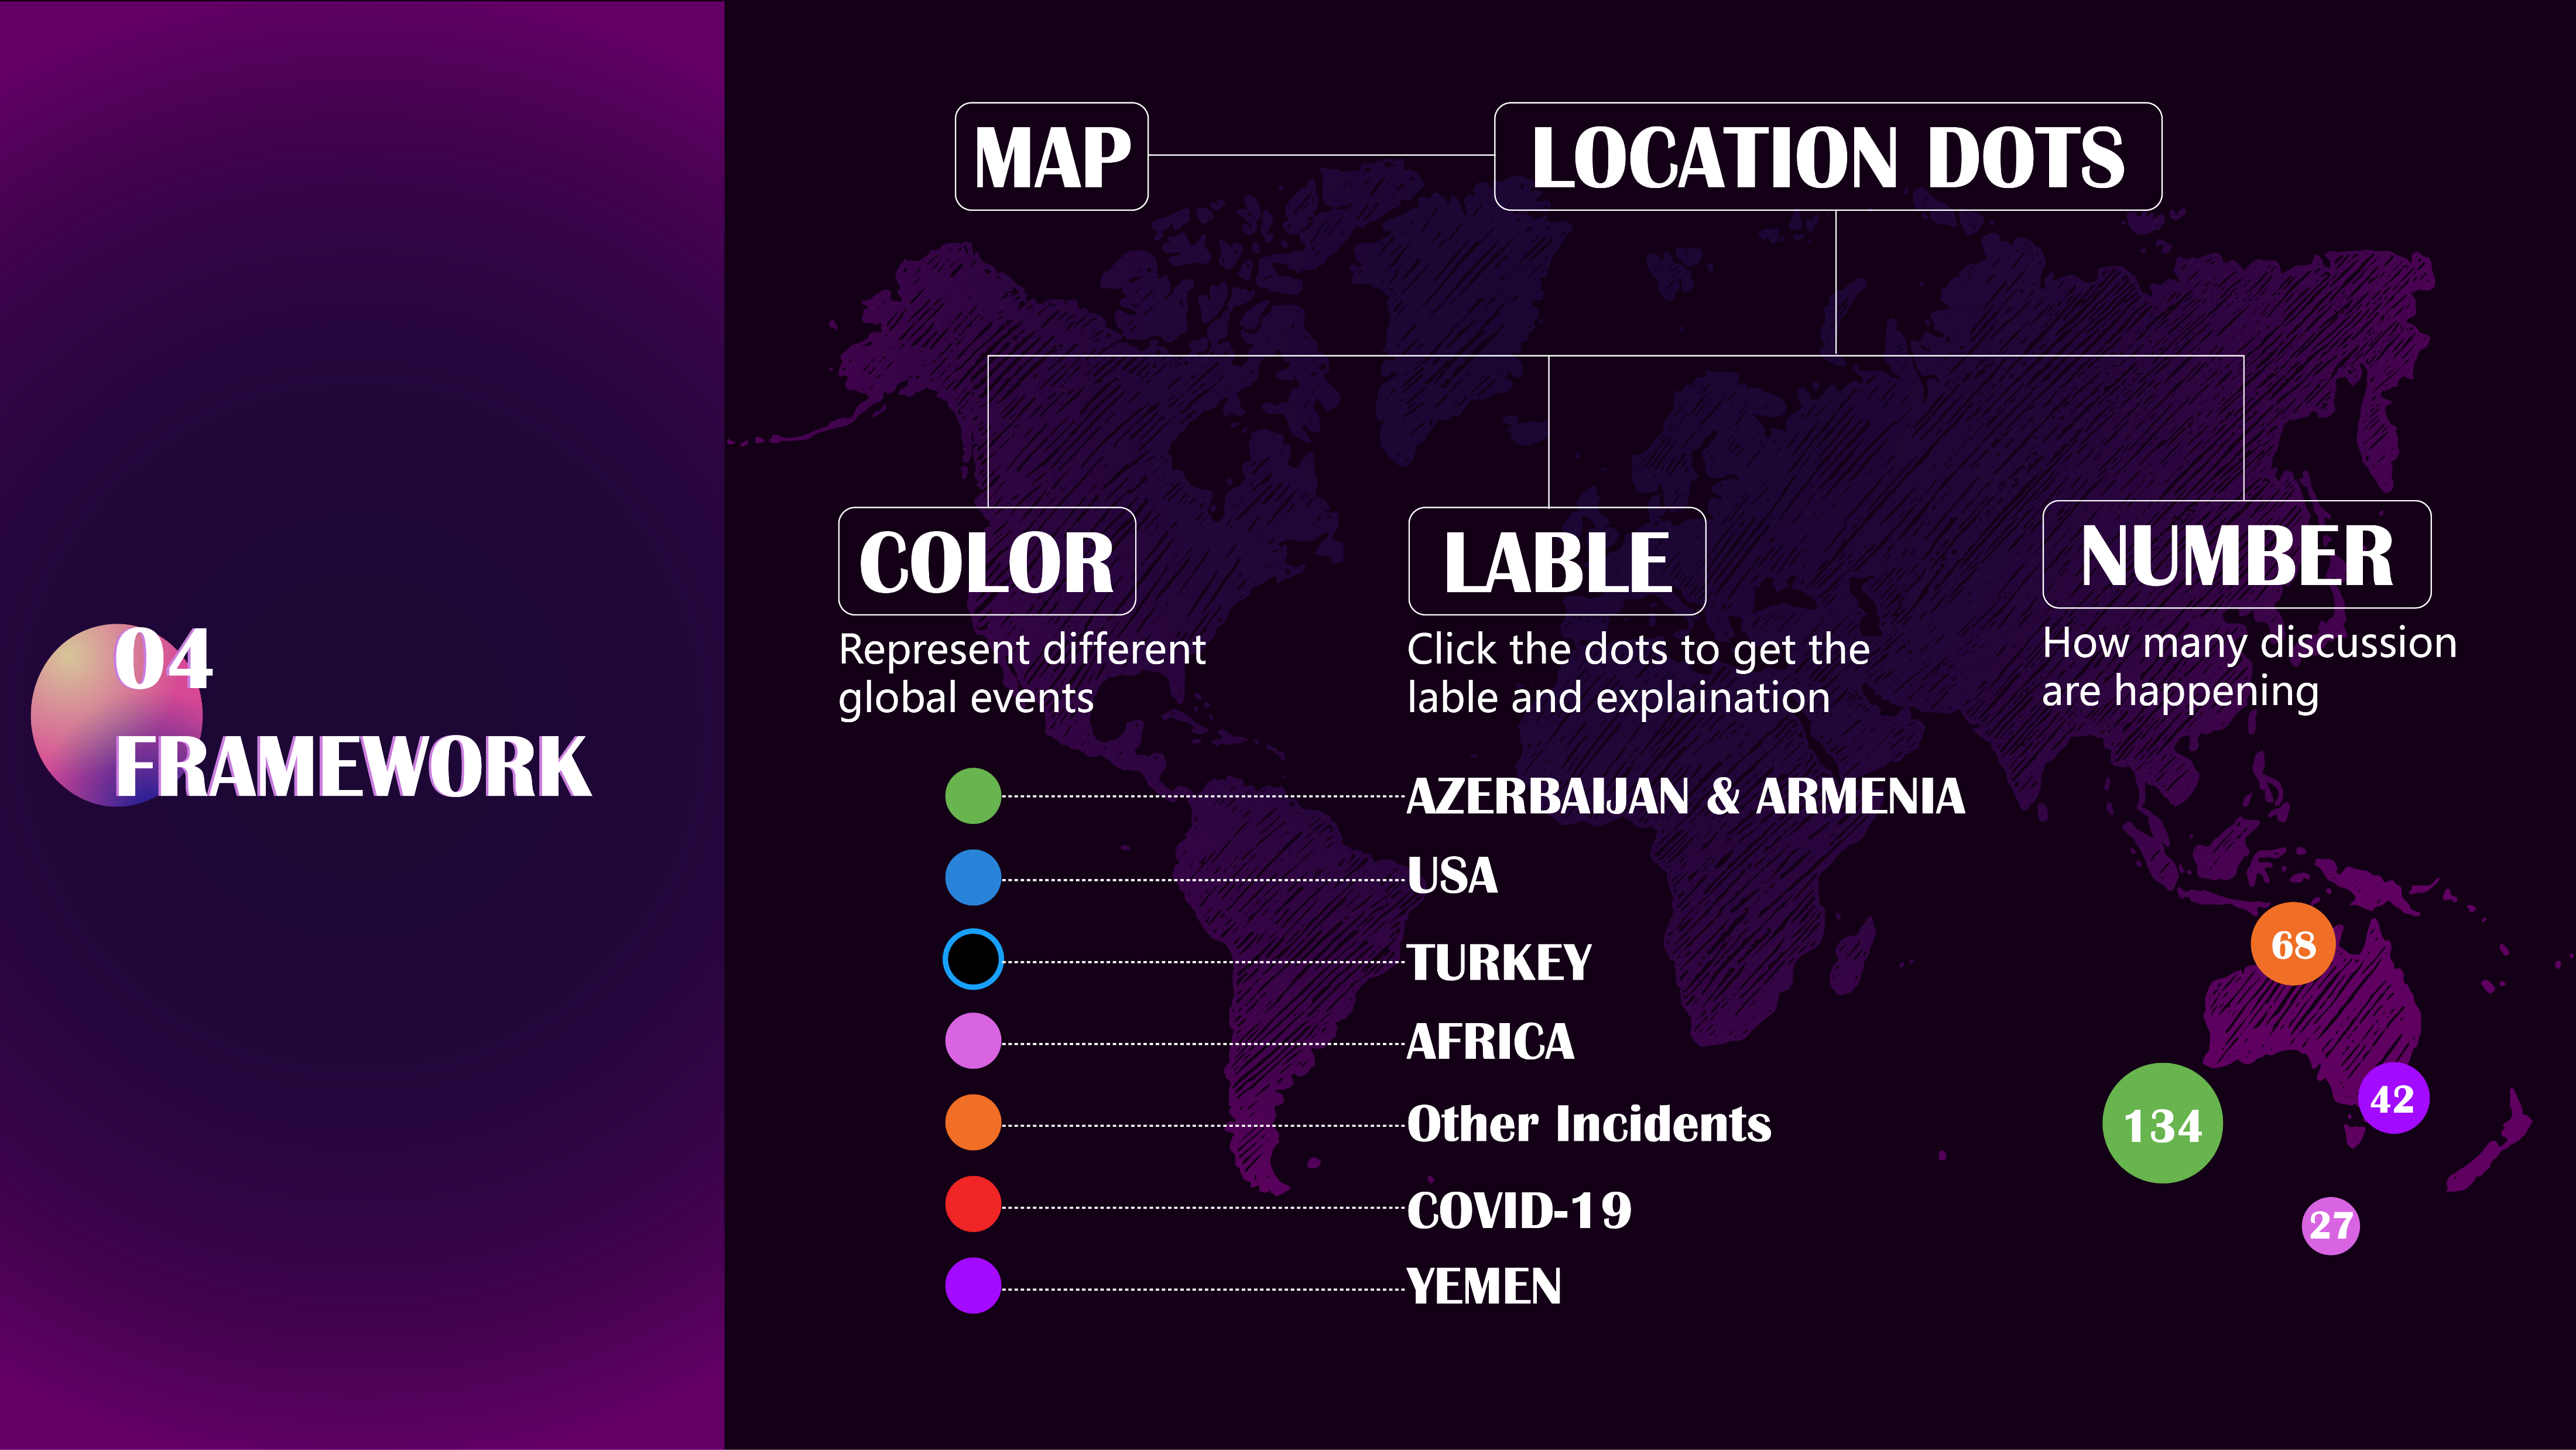 04
FRAMEWORK
MAP
LOCATION DOTS
COLOR
Represent different
global events
LABLE
Click the dots to get the
lable and explaination
NUMBER
How many discussion
are happening
AZERBAIJAN & ARMENIA
USA
TURKEY
AFRICA
Other Incidents
COVID-19
YEMEN
68
42
134
27